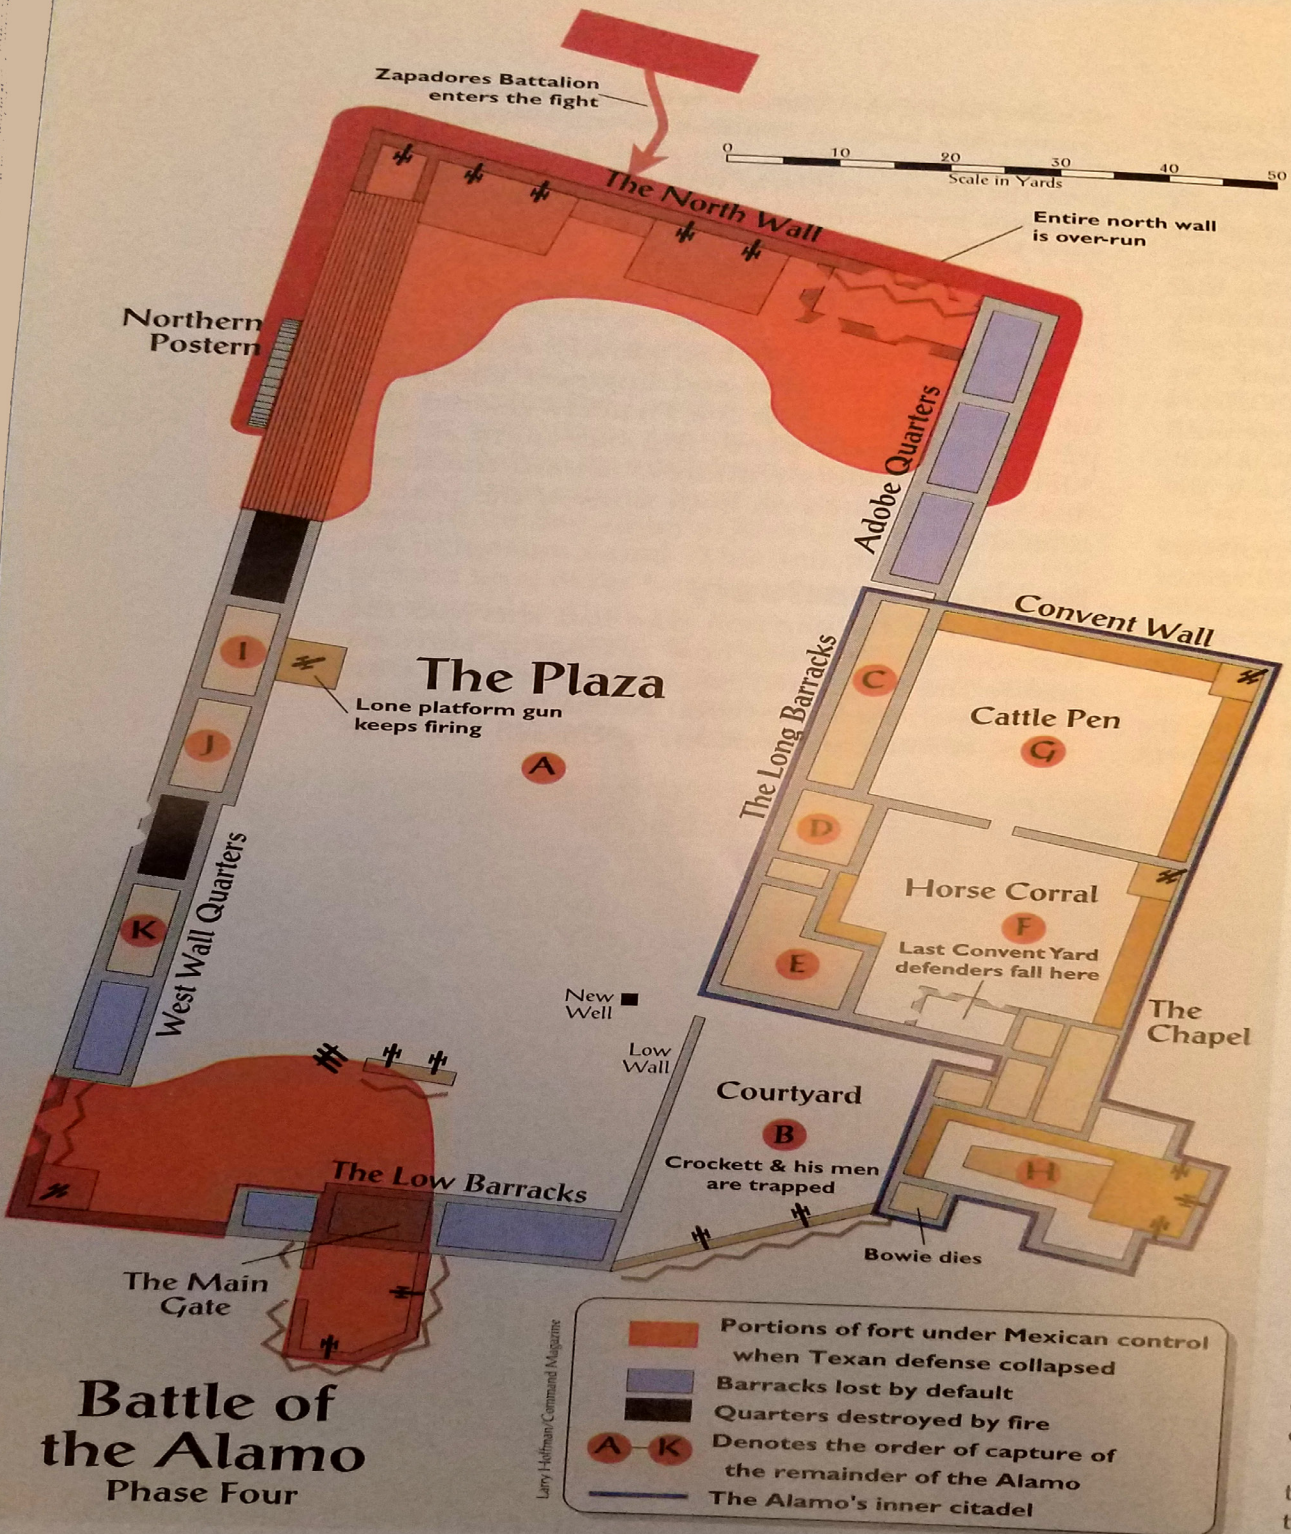 Zapadores Battalion
enters the fight
0 10 20 30 40 50
Scale in Yards
The North Wall
Entire north wall
is over-run
Northern
Postern
Adobe Quarters
Convent Wall
I
The Plaza
Lone platform gun
keeps firing
A
The Long Barracks
C
Cattle Pen
G
J
D
West Wall Quarters
K
Horse Corral
F
Last Convent Yard
defenders fall here
E
New
Well
Low
Wall
The
Chapel
Courtyard
B
Crockett & his men
are trapped
H
The Low Barracks
Bowie dies
The Main
Gate
Battle of
the Alamo
Phase Four
Larry Hoffman/Command Magazine
Portions of fort under Mexican control
when Texan defense collapsed
Barracks lost by default
Quarters destroyed by fire
A K Denotes the order of capture of
the remainder of the Alamo
The Alamo's inner citadel